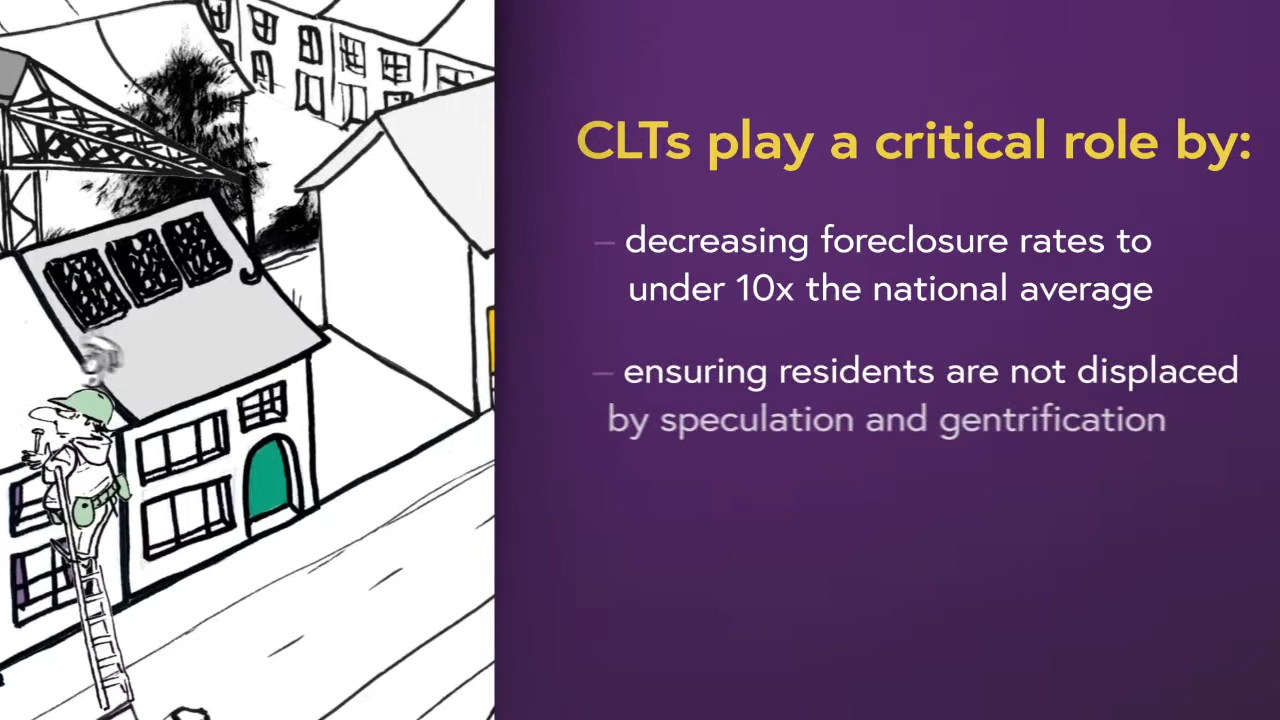 CLTs play a critical role by:
– decreasing foreclosure rates to
under 10x the national average
– ensuring residents are not displaced
by speculation and gentrification